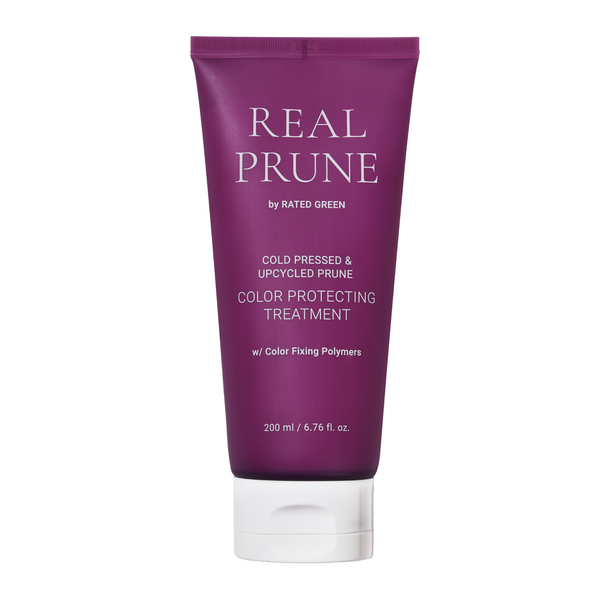 REAL
PRUNE
by RATED GREEN
COLD PRESSED &
UPCYCLED PRUNE
COLOR PROTECTING
TREATMENT
w/ Color Fixing Polymers
200 ml / 6.76 fl. oz.